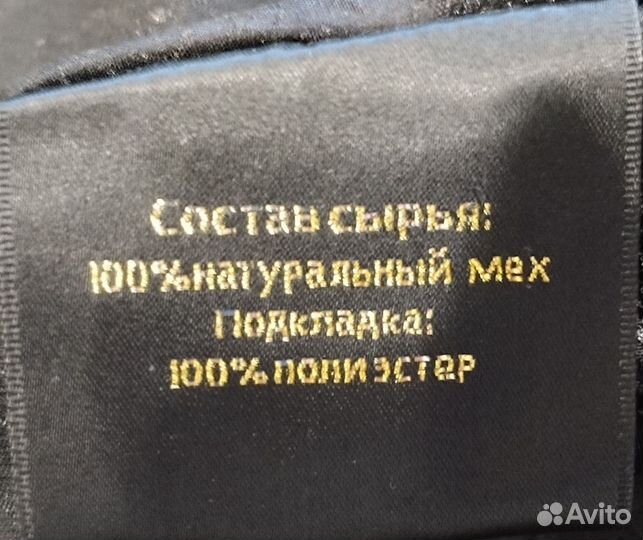 Состав сырья:
100%натуральный мех
Подкладка:
100%полиэстер
Avito